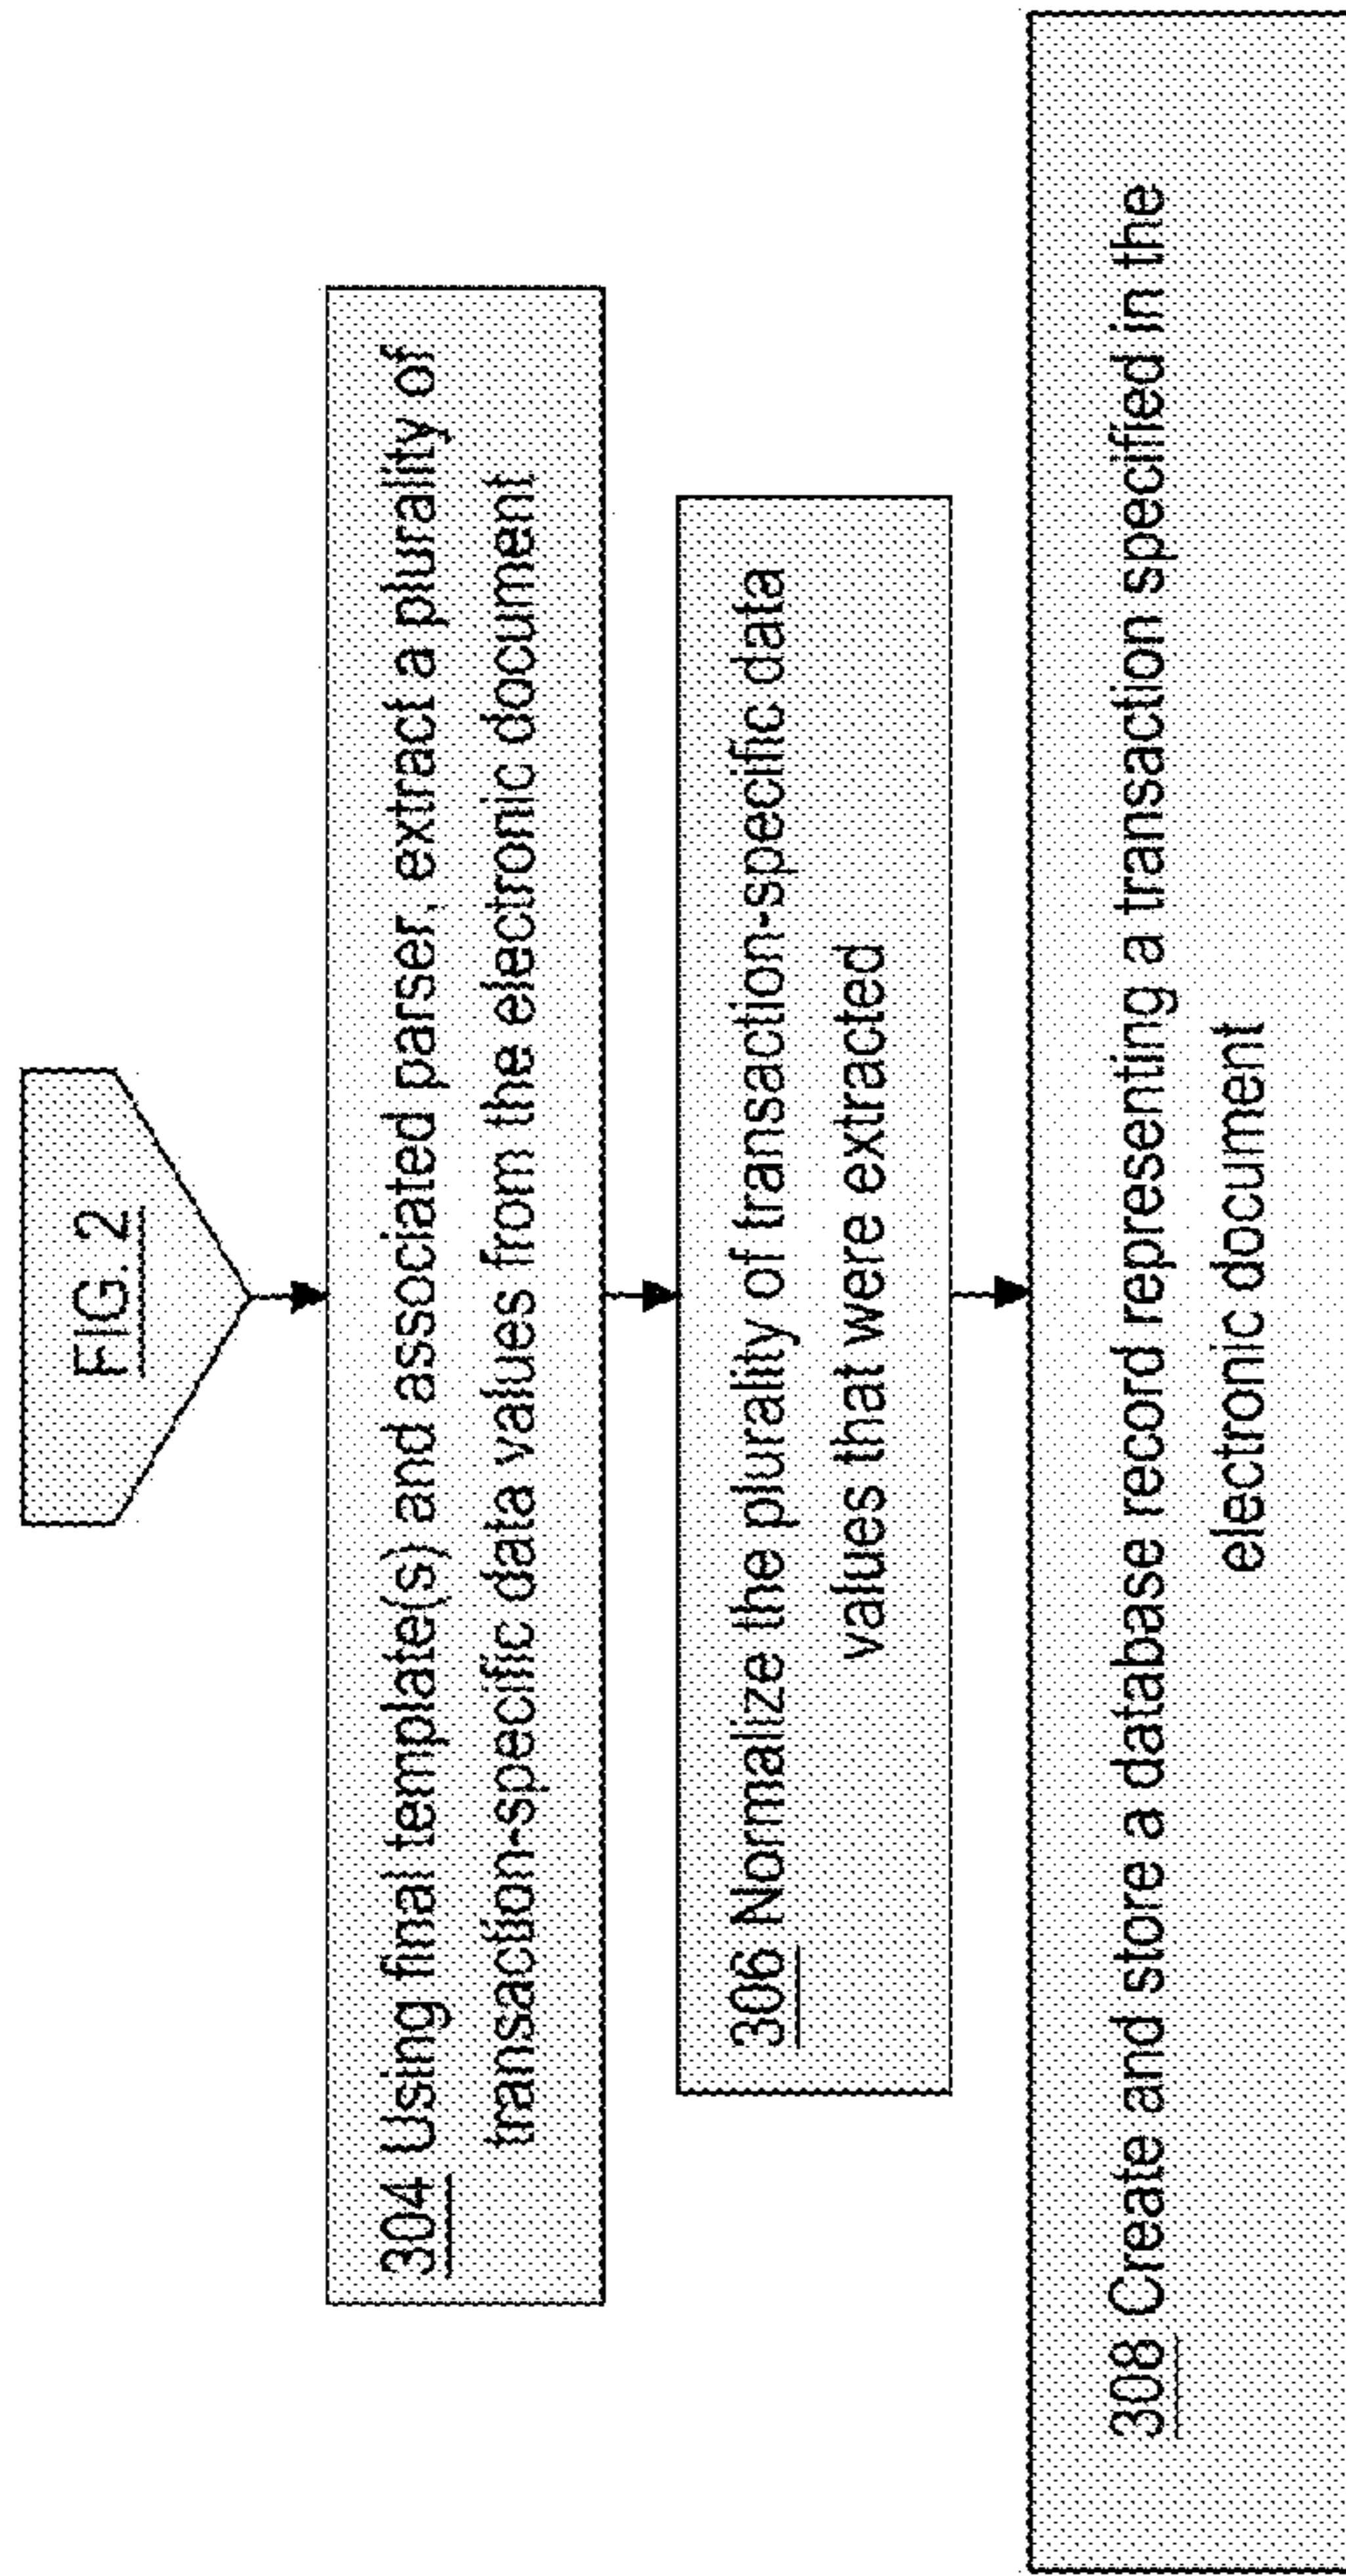 FIG. 2
304 Using final template(s) and associated parser, extract a plurality of
transaction-specific data values from the electronic document
306 Normalize the plurality of transaction-specific data
values that were extracted
308 Create and store a database record representing a transaction specified in the
electronic document